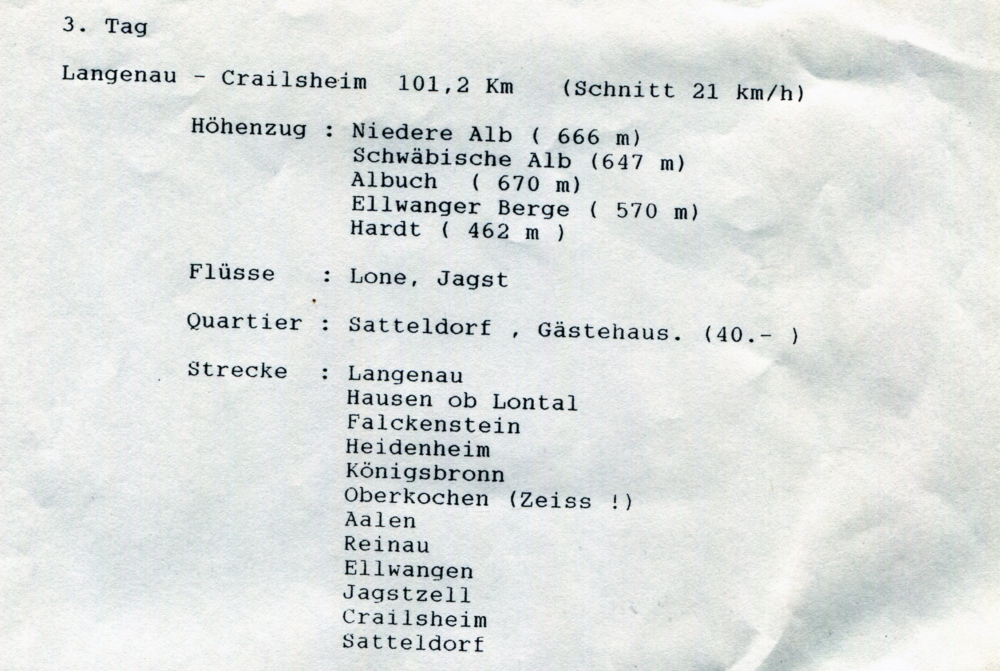 3. Tag
Langenau - Crailsheim 101,2 Km (Schnitt 21 km/h)
Höhenzug : Niedere Alb ( 666 m)
Schwäbische Alb (647 m)
Albuch ( 670 m)
Ellwanger Berge ( 570 m)
Hardt ( 462 m )
Flüsse : Lone, Jagst
Quartier : Satteldorf , Gästehaus. (40.- )
Strecke : Langenau
Hausen ob Lontal
Falckenstein
Heidenheim
Königsbronn
Oberkochen (Zeiss !)
Aalen
Reinau
Ellwangen
Jagstzell
Crailsheim
Satteldorf